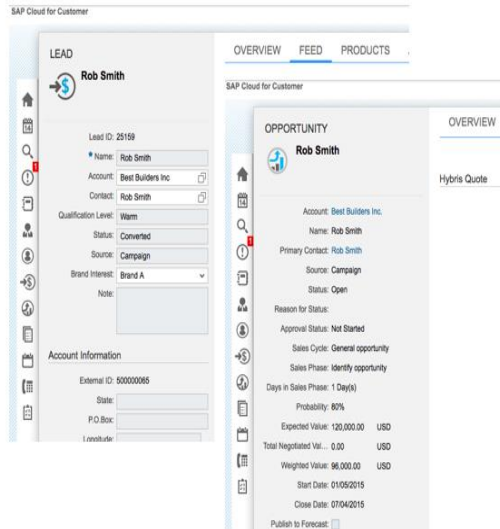 SAP Cloud for Customer
LEAD
Rob Smith
OVERVIEW FEED PRODUCTS
14
Lead ID: 25159
* Name: Rob Smith
Account: Best Builders Inc
Contact: Rob Smith
Qualification Level: Warm
Status: Converted
Source: Campaign
Brand Interest: Brand A
Note:
Account Information
External ID: 500000065
State:
P.O.Box:
Longitude:
SAP Cloud for Customer
OPPORTUNITY
Rob Smith
OVERVIEW
Hybris Quote
14
Account: Best Builders Inc.
Name: Rob Smith
Primary Contact: Rob Smith
Source: Campaign
Status: Open
Reason for Status:
Approval Status: Not Started
Sales Cycle: General opportunity
Sales Phase: Identify opportunity
Days in Sales Phase: 1 Day(s)
Probability: 80%
Expected Value: 120,000.00 USD
Total Negotiated Val... 0.00 USD
Weighted Value: 96,000.00 USD
Start Date: 01/05/2015
Close Date: 07/04/2015
Publish to Forecast: